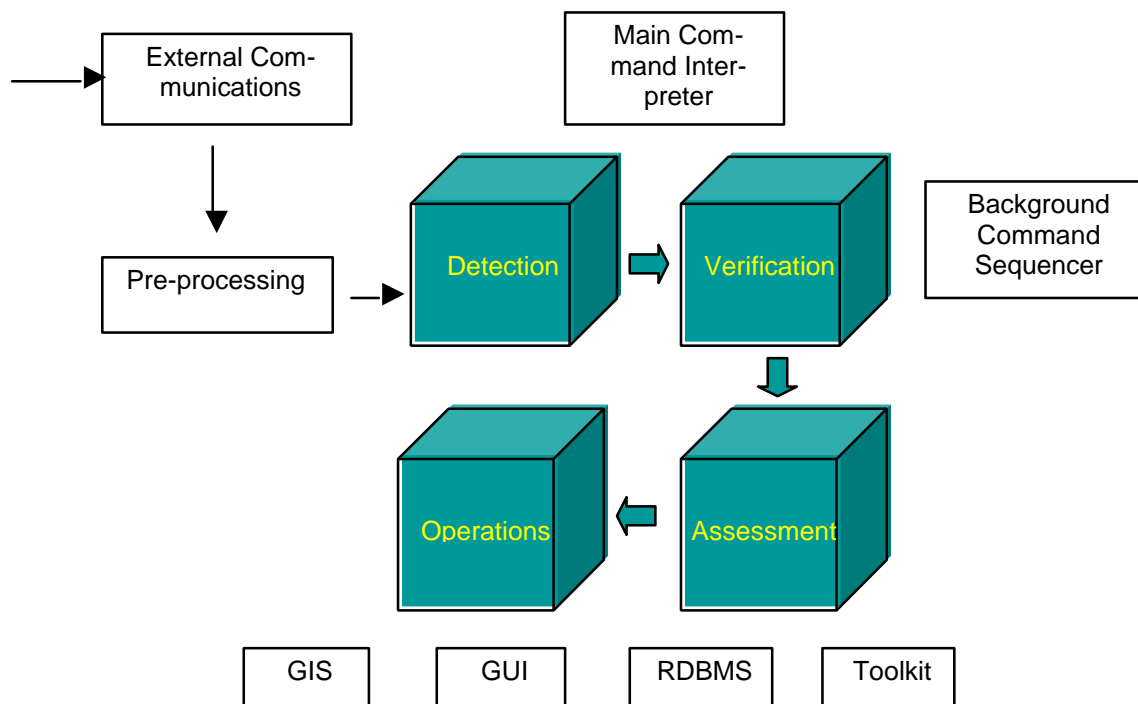 External Com-
munications
Main Com-
mand Inter-
preter
Background
Command
Sequencer
Pre-processing
Detection
Verification
Operations
Assessment
GIS
GUI
RDBMS
Toolkit